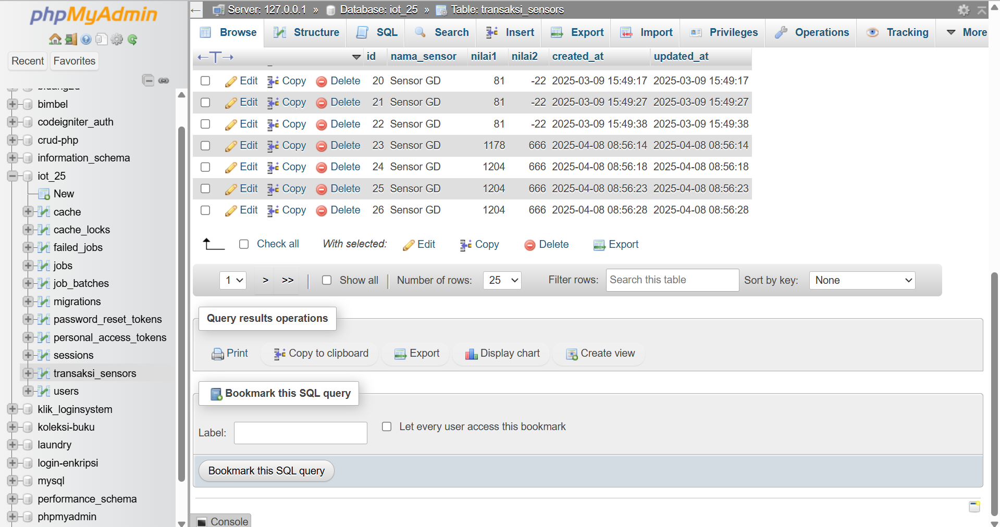 phpMyAdmin
Recent
Favorites
bimbel
codeigniter_auth
crud-php
information_schema
iot_25
New
cache
cache_locks
failed_jobs
jobs
job_batches
migrations
password_reset_tokens
personal_access_tokens
sessions
transaksi_sensors
users
klik_loginsystem
koleksi-buku
laundry
login-enkripsi
mysql
performance_schema
phpmyadmin
Server: 127.0.0.1 » Database: iot_25 » Table: transaksi_sensors
Browse Structure SQL Search Insert Export Import Privileges Operations Tracking More
id nama_sensor nilai1 nilai2 created_at updated_at
Edit Copy Delete 20 Sensor GD 81 -22 2025-03-09 15:49:17 2025-03-09 15:49:17
Edit Copy Delete 21 Sensor GD 81 -22 2025-03-09 15:49:27 2025-03-09 15:49:27
Edit Copy Delete 22 Sensor GD 81 -22 2025-03-09 15:49:38 2025-03-09 15:49:38
Edit Copy Delete 23 Sensor GD 1178 666 2025-04-08 08:56:14 2025-04-08 08:56:14
Edit Copy Delete 24 Sensor GD 1204 666 2025-04-08 08:56:18 2025-04-08 08:56:18
Edit Copy Delete 25 Sensor GD 1204 666 2025-04-08 08:56:23 2025-04-08 08:56:23
Edit Copy Delete 26 Sensor GD 1204 666 2025-04-08 08:56:28 2025-04-08 08:56:28
Check all With selected: Edit Copy Delete Export
1 > >> | Show all | Number of rows: 25 Filter rows: Search this table Sort by key: None
Query results operations
Print Copy to clipboard Export Display chart Create view
Bookmark this SQL query
Label: Let every user access this bookmark
Bookmark this SQL query
Console